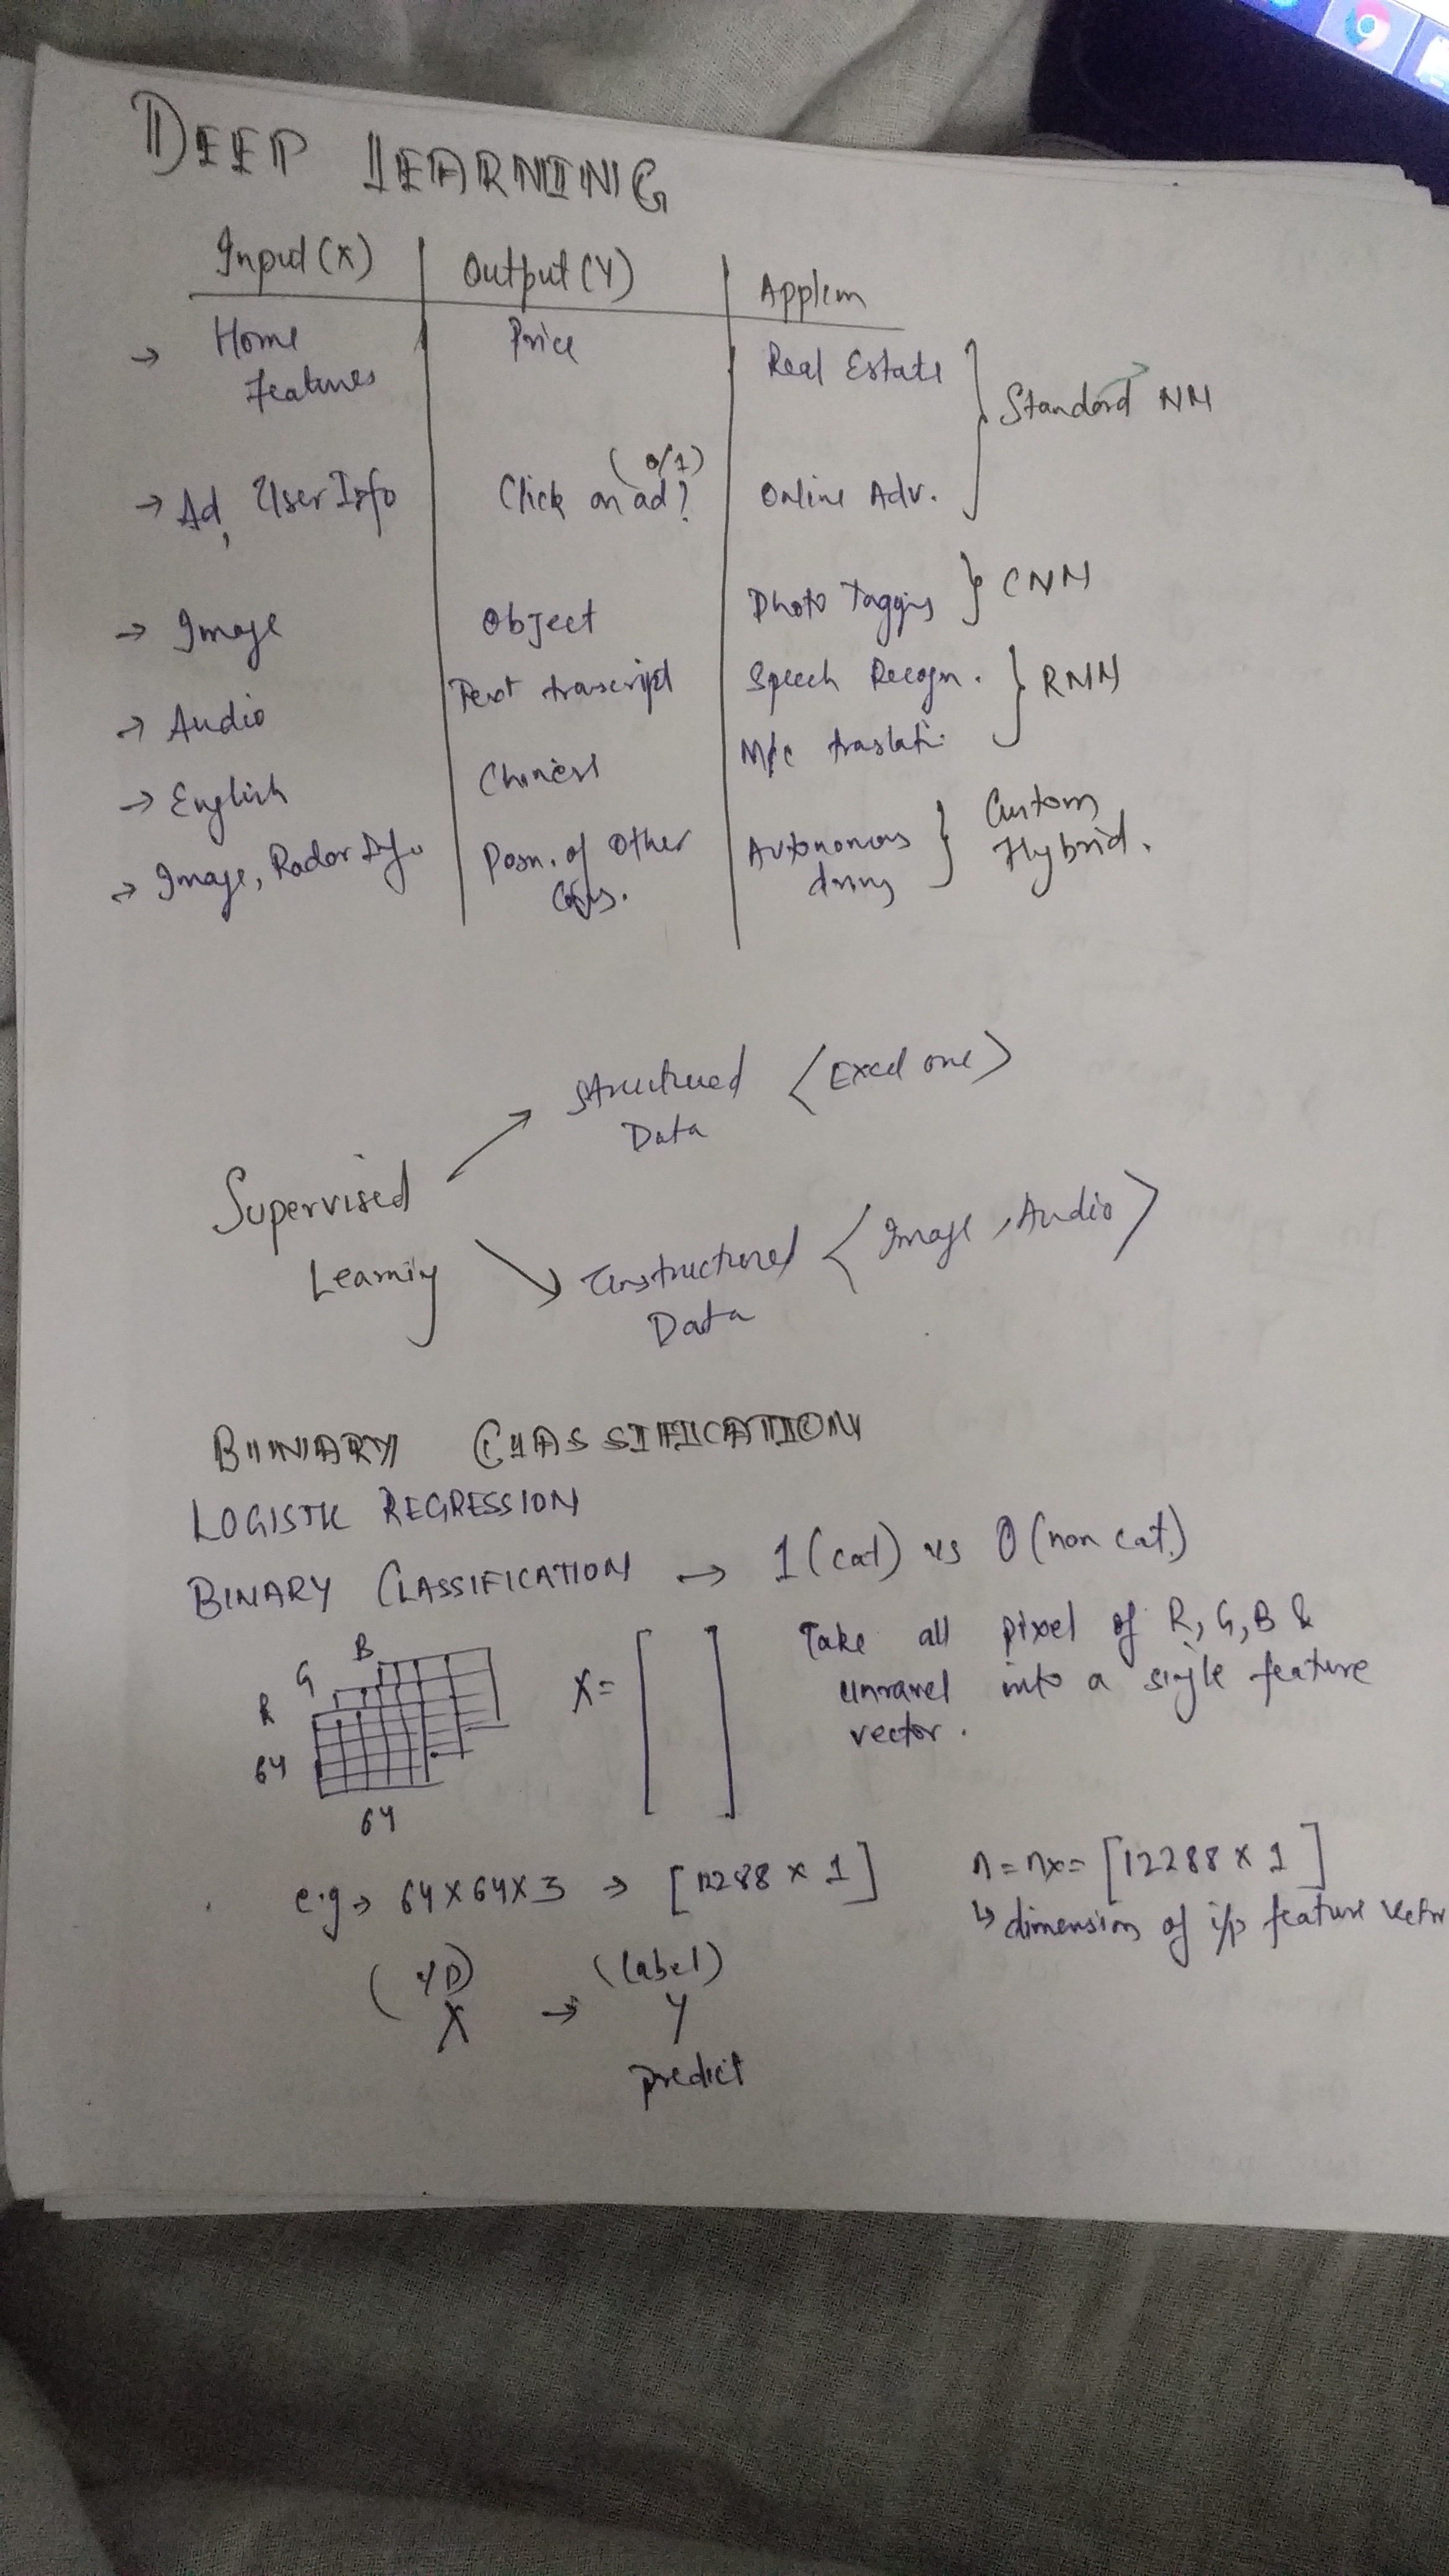 DEEP LEARNING
Input (X) Output (Y) Applcn
→ Home Features Price Real Estate } Standard NN
→ Ad, User Info Click on ad? (0/1) Online Adv.
→ Image Object Photo Tagging } CNN
→ Audio Text transcript Speech Recogn. } RNN
→ English Chinese M/c translati.
→ Image, Radar Info Posn. of other cars. Autonomous driving } Custom Hybrid.
Supervised Learning
→ Structured Data <Excel one>
→ Unstructured Data <Image, Audio>
BINARY CLASSIFICATION
LOGISTIC REGRESSION
BINARY CLASSIFICATION → 1 (cat) vs 0 (non cat.)
R G B
64
64
X = [ ]
Take all pixel of R, G, B &
unravel into a single feature
vector.
e.g → 64 X 64 X 3 → [12288 x 1]
n = nx = [12288 x 1]
↳ dimension of i/p feature vector
(label)
X → Y
predict